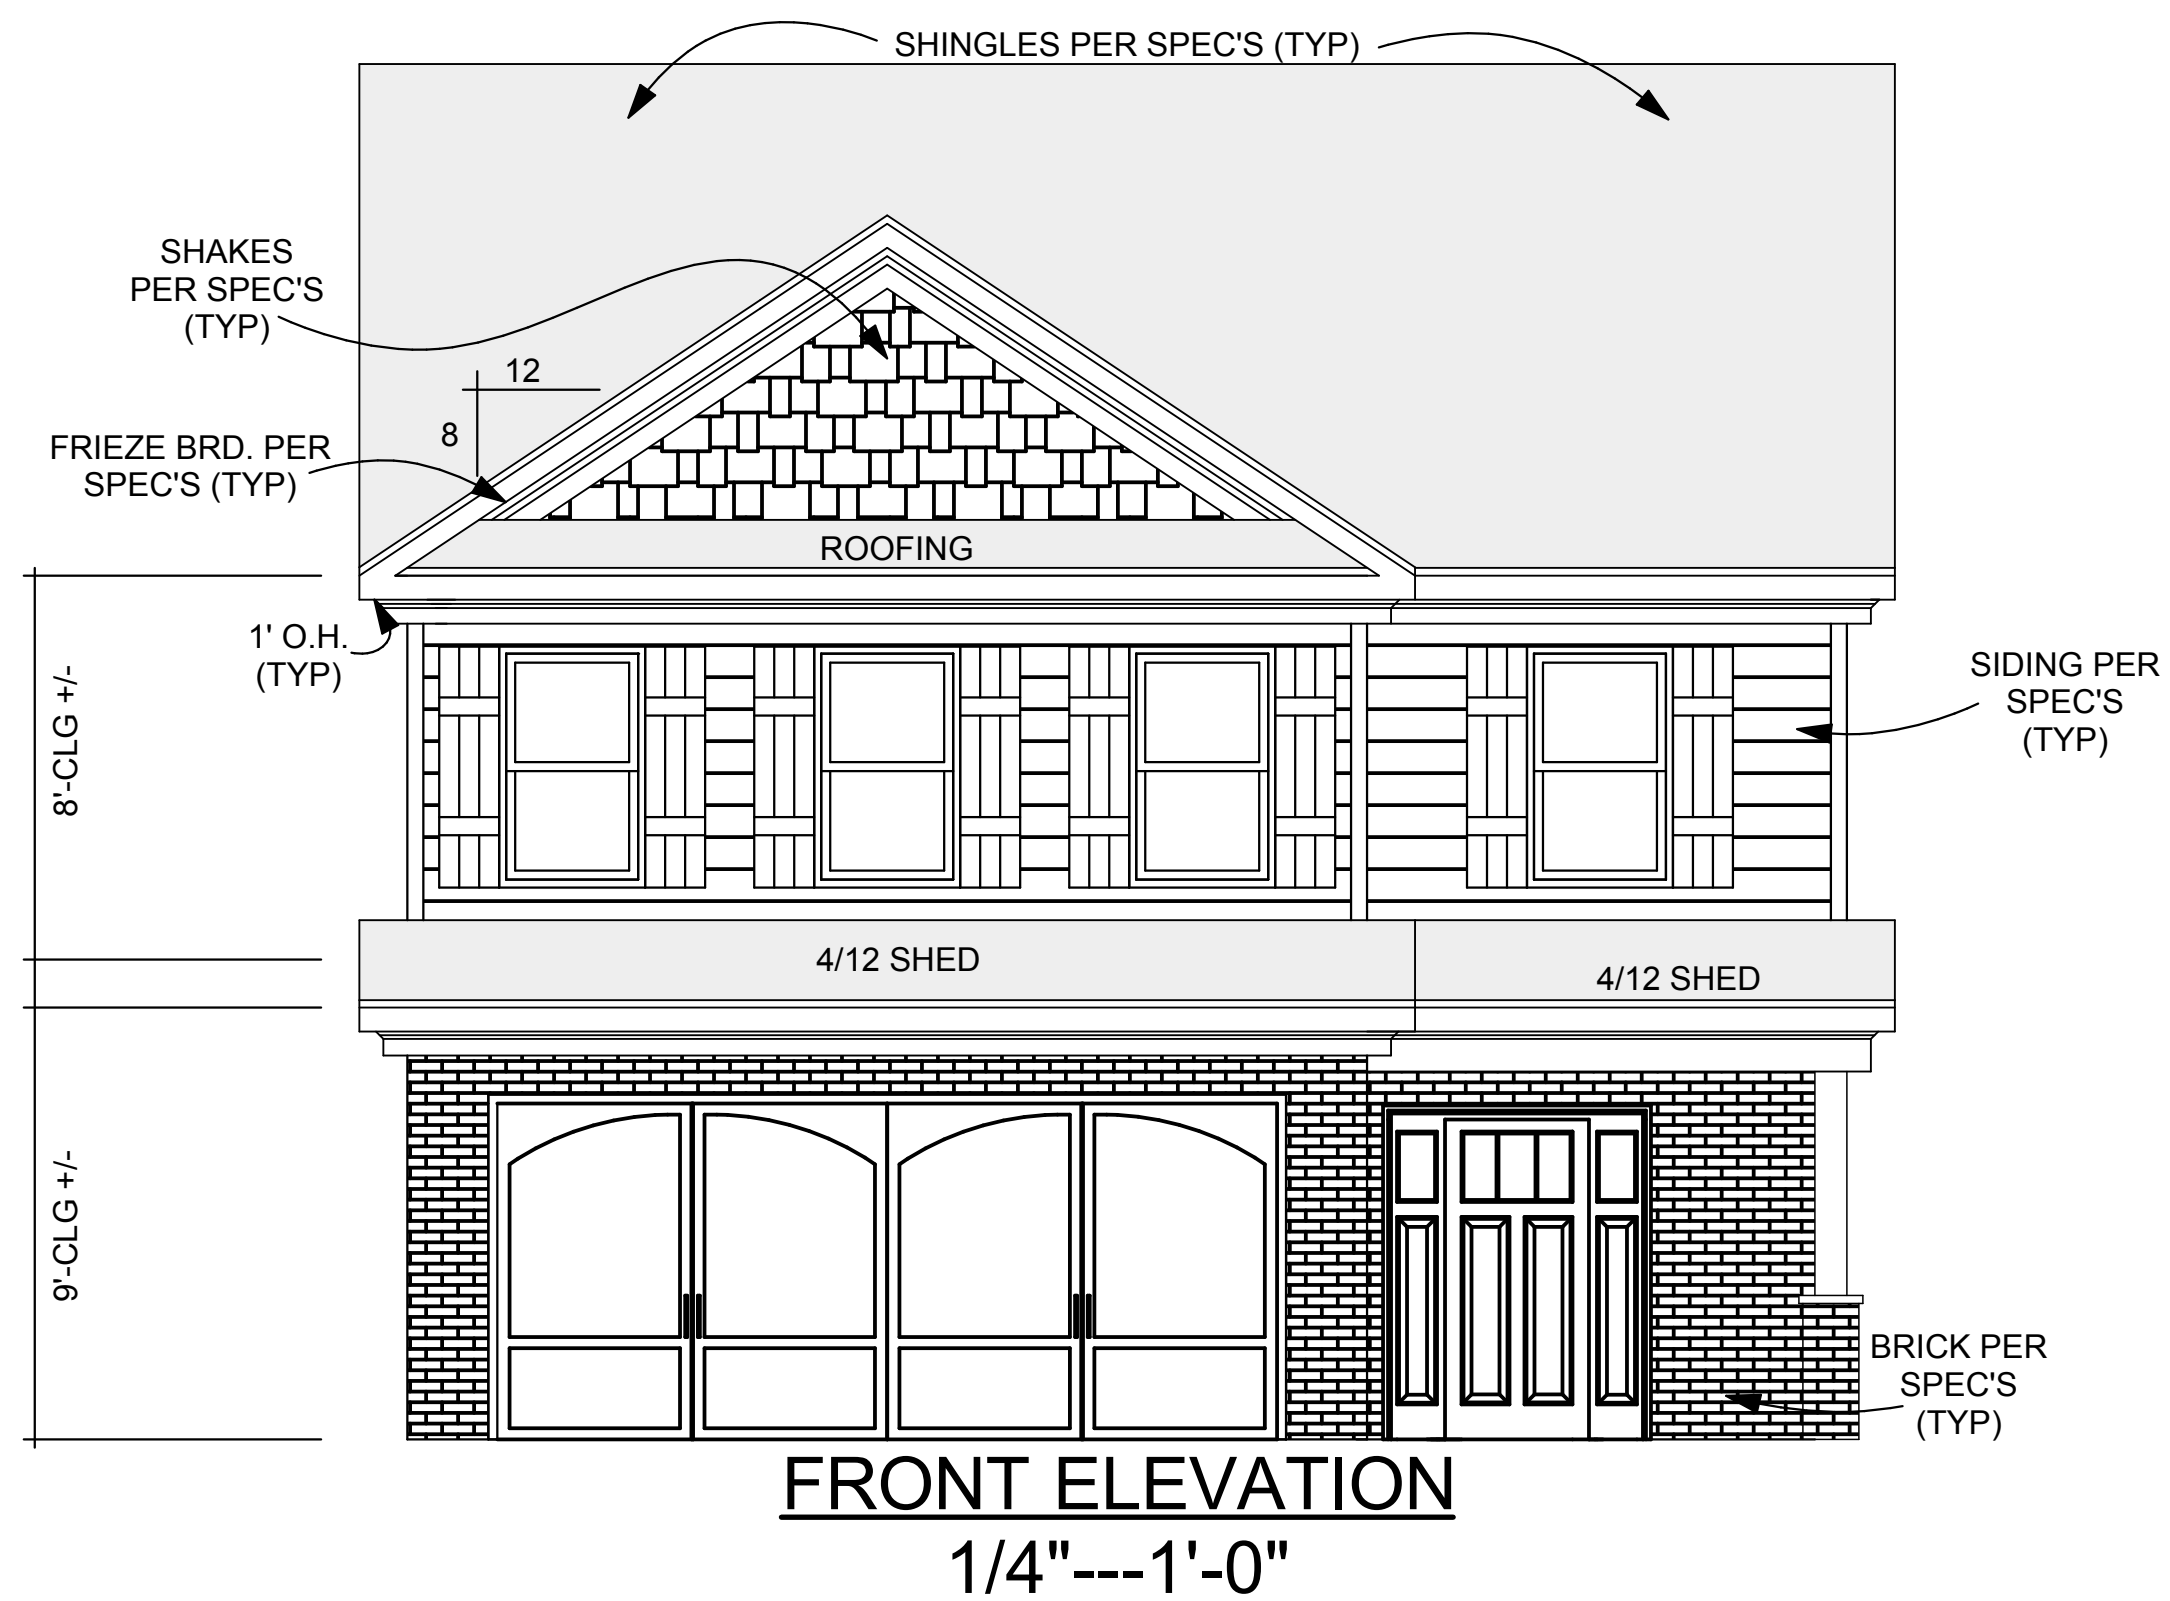 SHINGLES PER SPEC'S (TYP)
SHAKES
PER SPEC'S
(TYP)
12
8
FRIEZE BRD. PER
SPEC'S (TYP)
ROOFING
1' O.H.
(TYP)
8'-CLG +/-
SIDING PER
SPEC'S
(TYP)
4/12 SHED
4/12 SHED
9'-CLG +/-
BRICK PER
SPEC'S
(TYP)
FRONT ELEVATION
1/4"---1'-0"